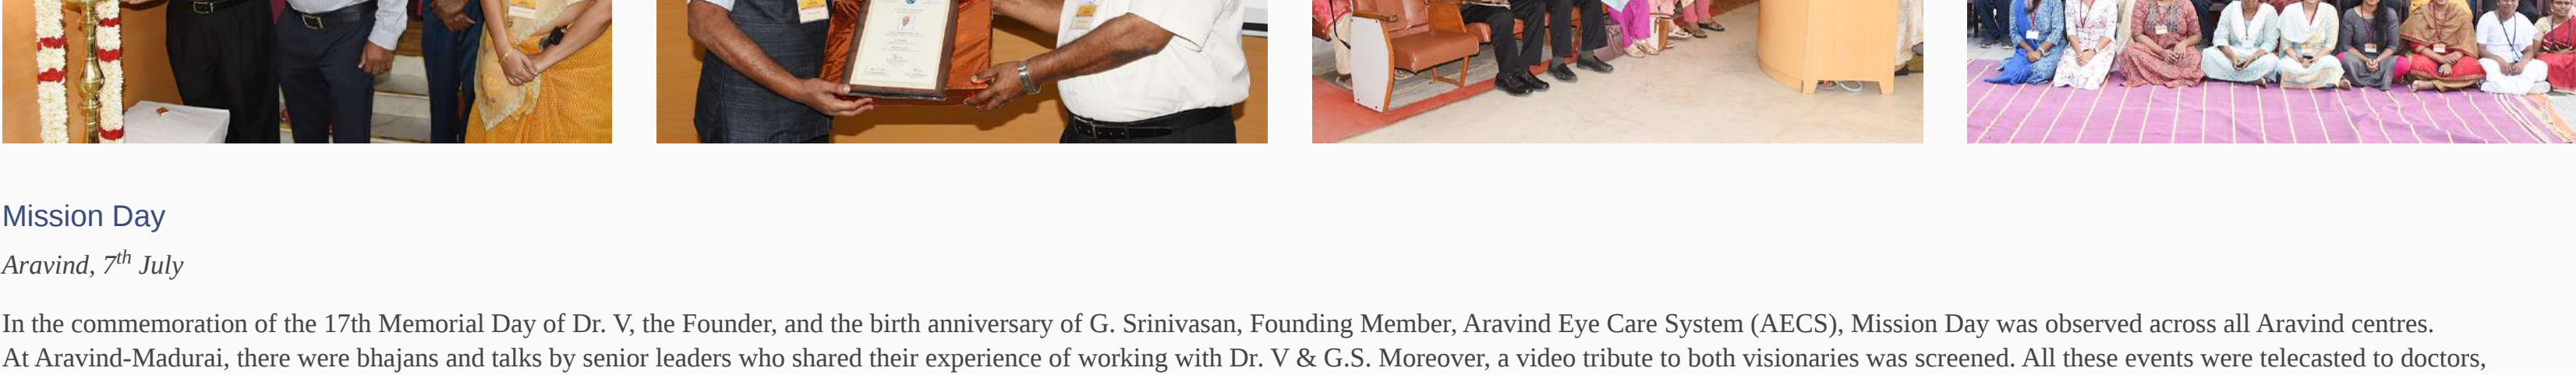 Mission Day
Aravind, 7th July
In the commemoration of the 17th Memorial Day of Dr. V, the Founder, and the birth anniversary of G. Srinivasan, Founding Member, Aravind Eye Care System (AECS), Mission Day was observed across all Aravind centres.
At Aravind-Madurai, there were bhajans and talks by senior leaders who shared their experience of working with Dr. V & G.S. Moreover, a video tribute to both visionaries was screened. All these events were telecasted to doctors,